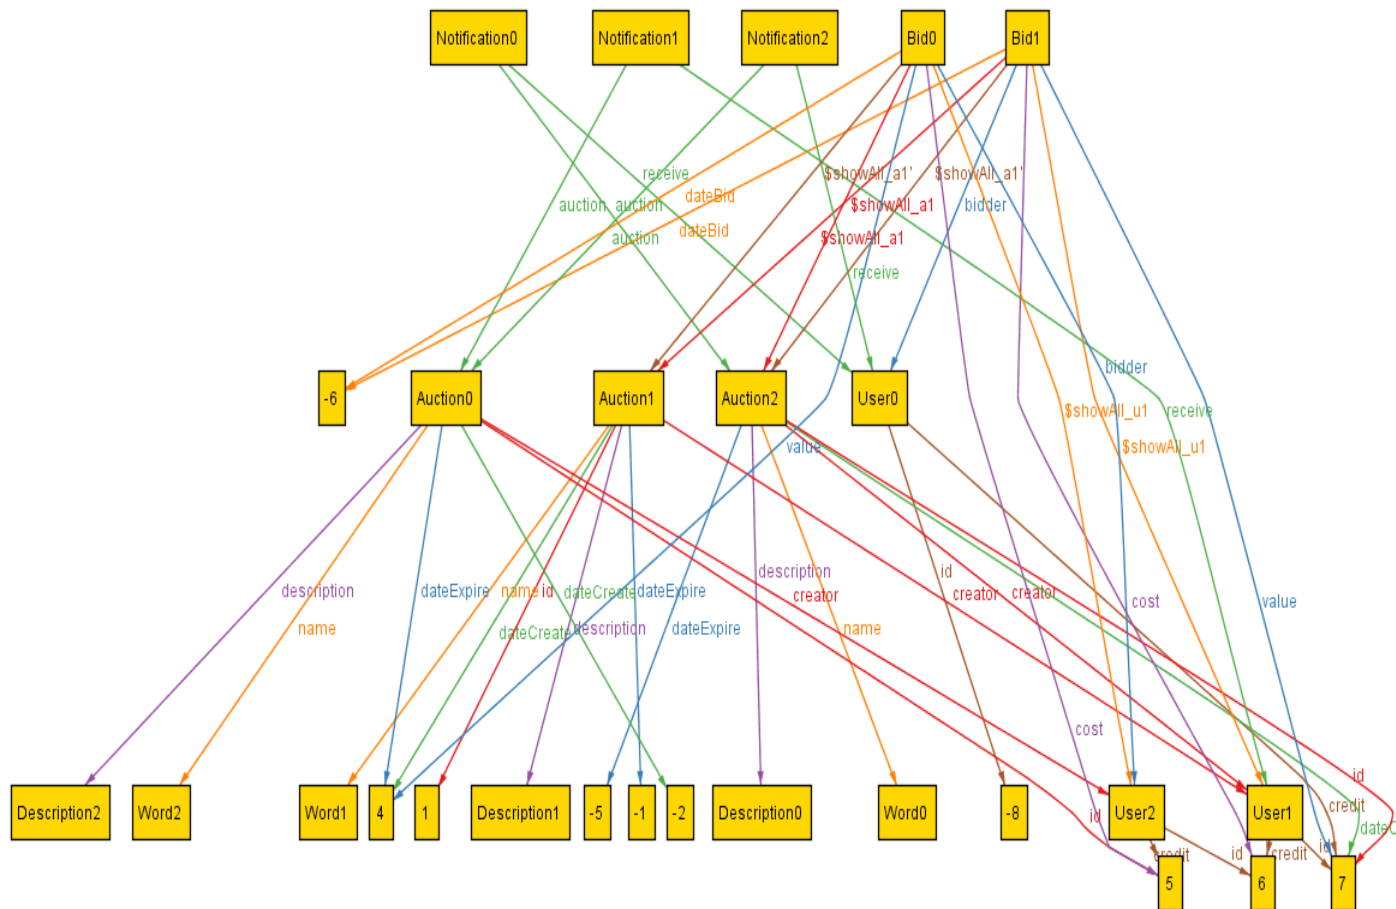 Notification0
Notification1
Notification2
Bid0
Bid1
receive
$showAll_a1'
$showAll_a1'
dateBid
auction
auction
$showAll_a1
bidder
dateBid
auction
$showAll_a1
receive
bidder
-6
Auction0
Auction1
Auction2
User0
$showAll_u1
receive
value
$showAll_u1
description
dateExpire
name
id
dateCreate
dateExpire
description
creator
id
creator
creator
cost
value
name
dateCreate
description
dateExpire
name
cost
id
credit
Description2
Word2
Word1
4
1
Description1
-5
-1
-2
Description0
Word0
-8
User2
User1
id
dateC
credit
id
credit
id
5
6
7